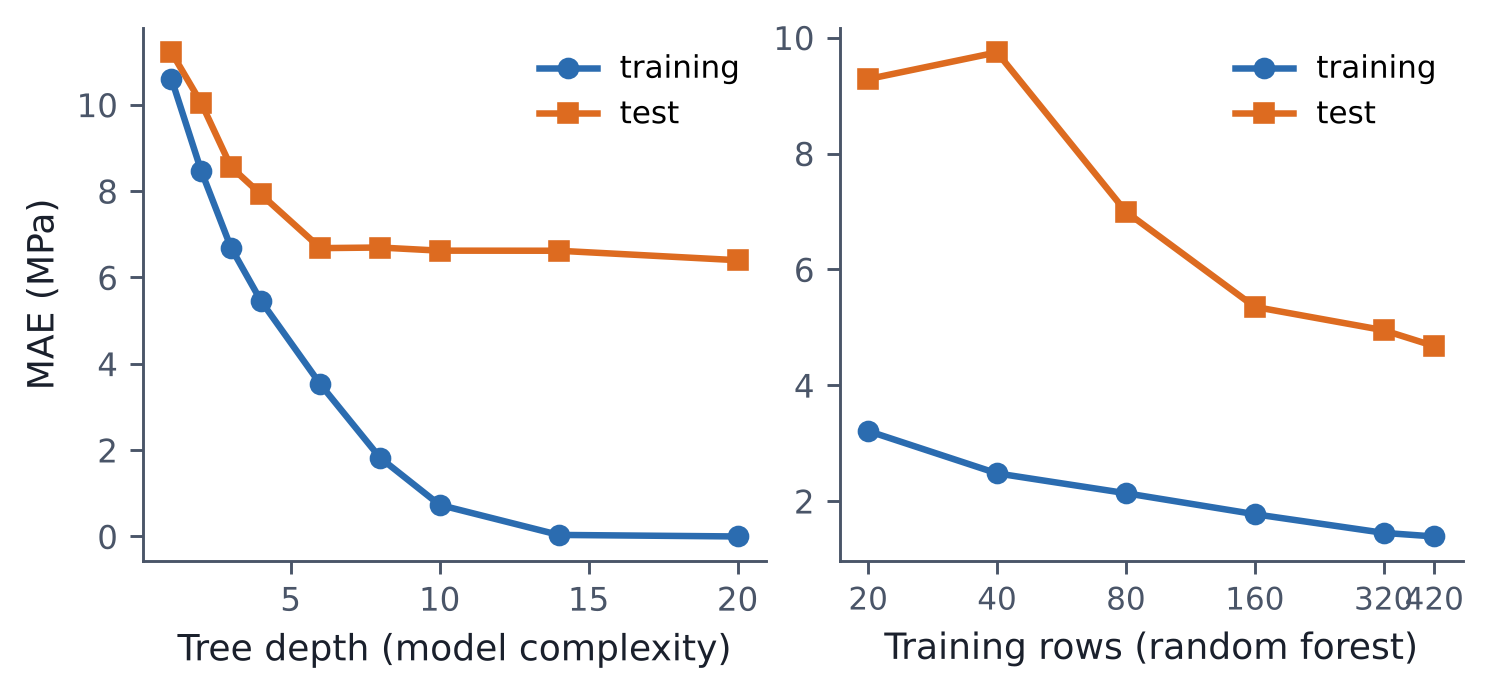 MAE (MPa)
10
8
6
4
2
0
5 10 15 20
Tree depth (model complexity)
training
test
10
8
6
4
2
20 40 80 160 320 420
Training rows (random forest)
training
test